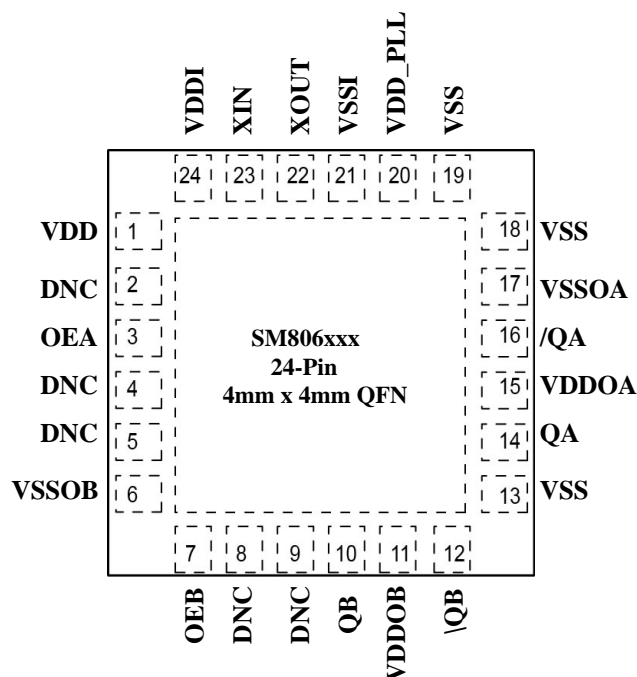 VDDI
XIN
XOUT
VSSI
VDD_PLL
VSS
24 23 22 21 20 19
VDD 1
DNC 2
OEA 3
DNC 4
DNC 5
VSSOB 6
SM806xxx
24-Pin
4mm x 4mm QFN
18 VSS
17 VSSOA
16 /QA
15 VDDOA
14 QA
13 VSS
7 8 9 10 11 12
OEB
DNC
DNC
QB
VDDOB
\QB